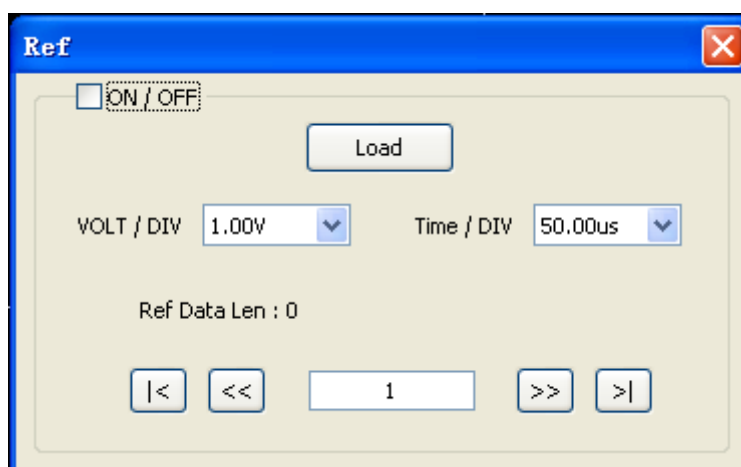 Ref
ON / OFF
Load
VOLT / DIV 1.00V Time / DIV 50.00us
Ref Data Len : 0
|< << 1 >> >|